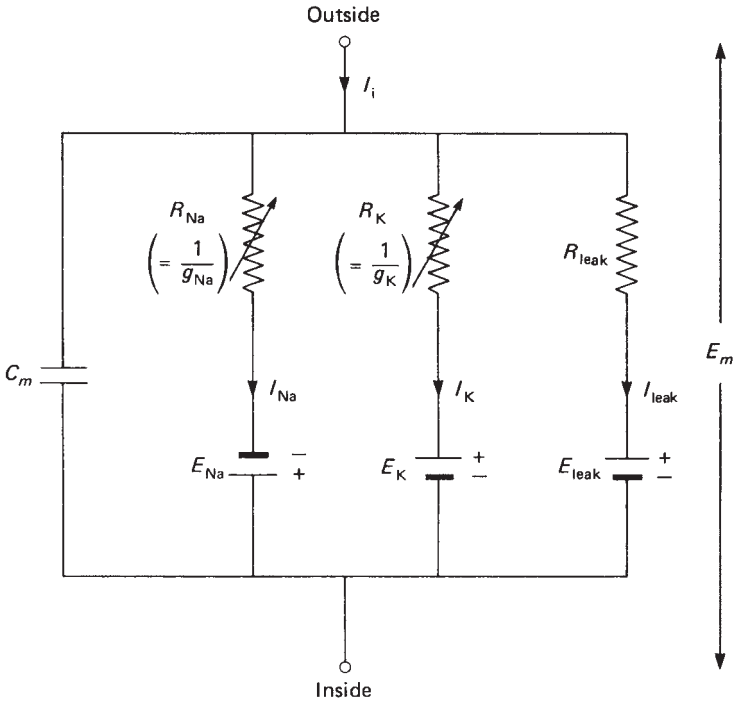 Outside
I_i
R_Na
(= 1/g_Na)
R_K
(= 1/g_K)
R_leak
E_m
C_m
I_Na
I_K
I_leak
E_Na
−
+
E_K
+
−
E_leak
+
−
Inside